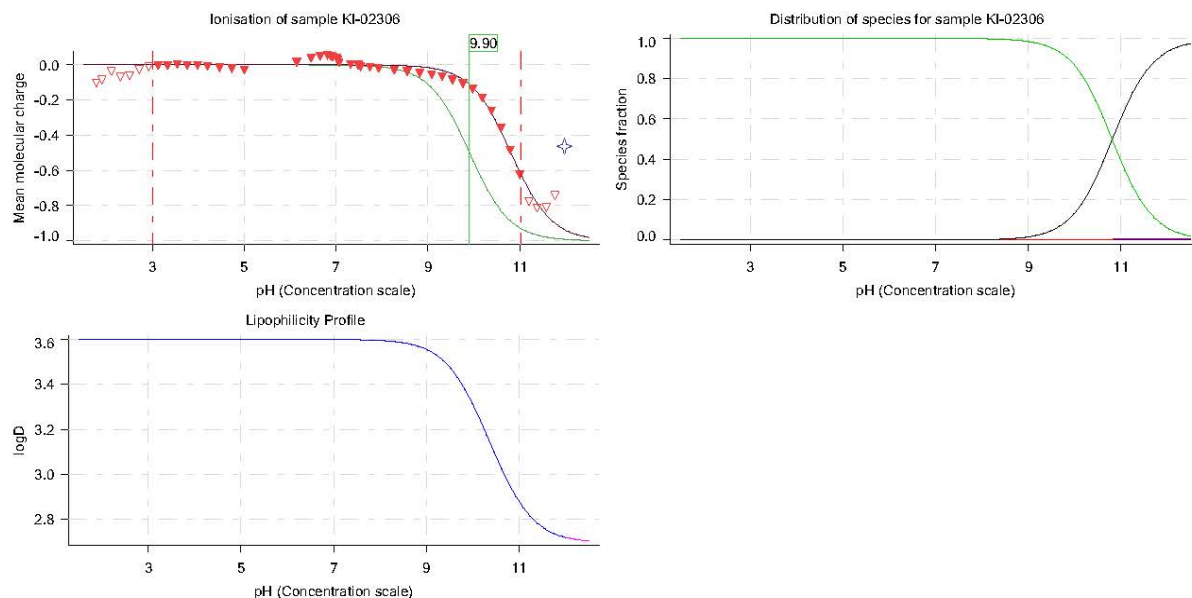 Ionisation of sample KI-02306
9.90
0.0
-0.2
-0.4
-0.6
-0.8
-1.0
Mean molecular charge
3 5 7 9 11
pH (Concentration scale)
Distribution of species for sample KI-02306
1.0
0.8
0.6
0.4
0.2
0.0
Species fraction
3 5 7 9 11
pH (Concentration scale)
Lipophilicity Profile
3.6
3.4
3.2
3.0
2.8
logD
3 5 7 9 11
pH (Concentration scale)